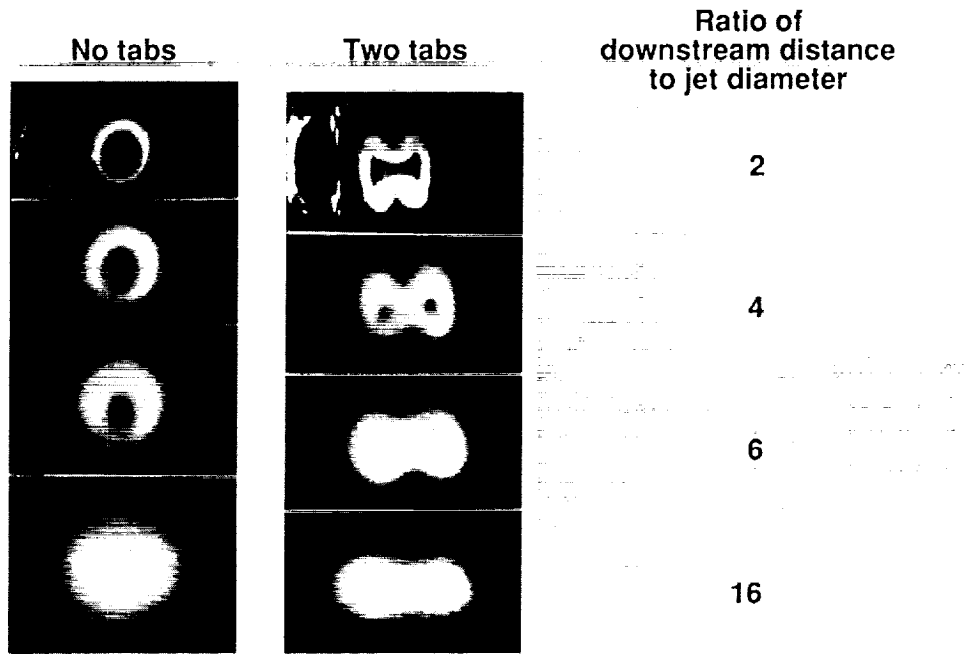 No tabs
Two tabs
Ratio of
downstream distance
to jet diameter
2
4
6
16